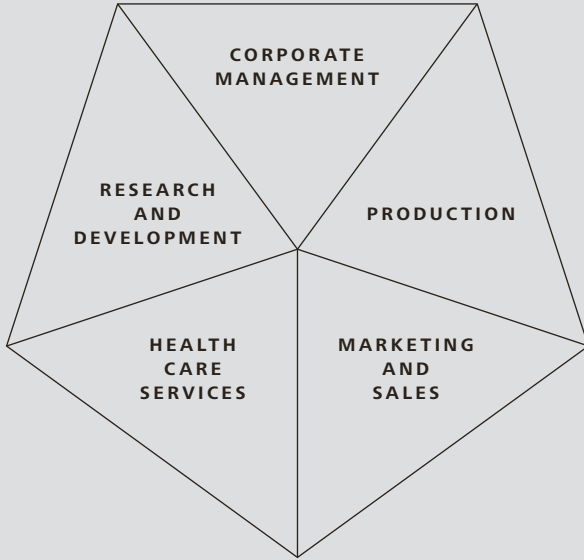 CORPORATE
MANAGEMENT
RESEARCH
AND
DEVELOPMENT
PRODUCTION
HEALTH
CARE
SERVICES
MARKETING
AND
SALES